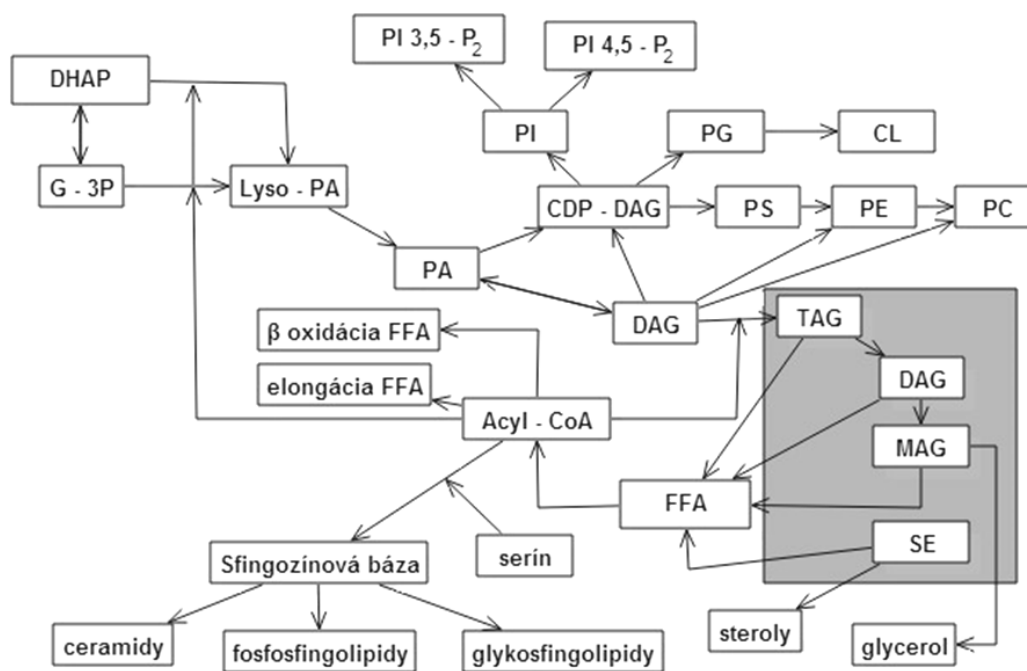 PI 3,5 - P2
PI 4,5 - P2
DHAP
PI
PG
CL
G - 3P
Lyso - PA
CDP - DAG
PS
PE
PC
PA
DAG
TAG
β oxidácia FFA
elongácia FFA
DAG
Acyl - CoA
MAG
FFA
SE
Sfingozínová báza
serín
steroly
glycerol
ceramidy
fosfosfingolipidy
glykosfingolipidy